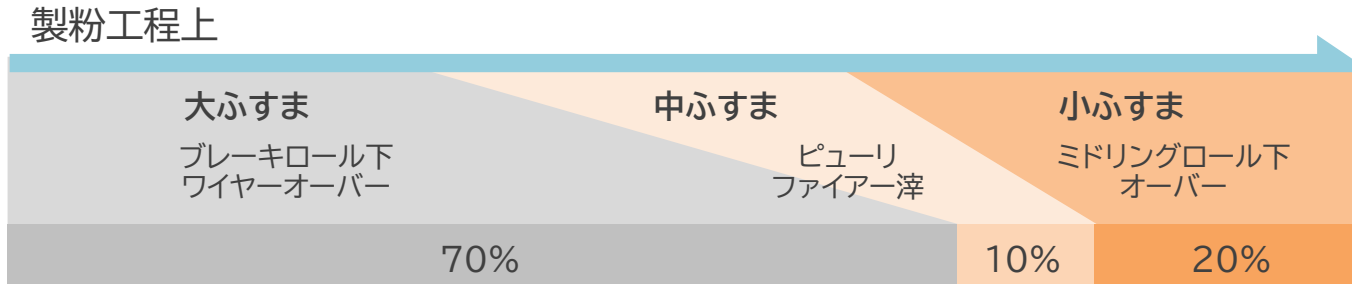 製粉工程上
大ふすま
ブレーキロール下
ワイヤーオーバー
中ふすま
ピューリ
ファイアー滓
小ふすま
ミドリングロール下
オーバー
70%
10%
20%